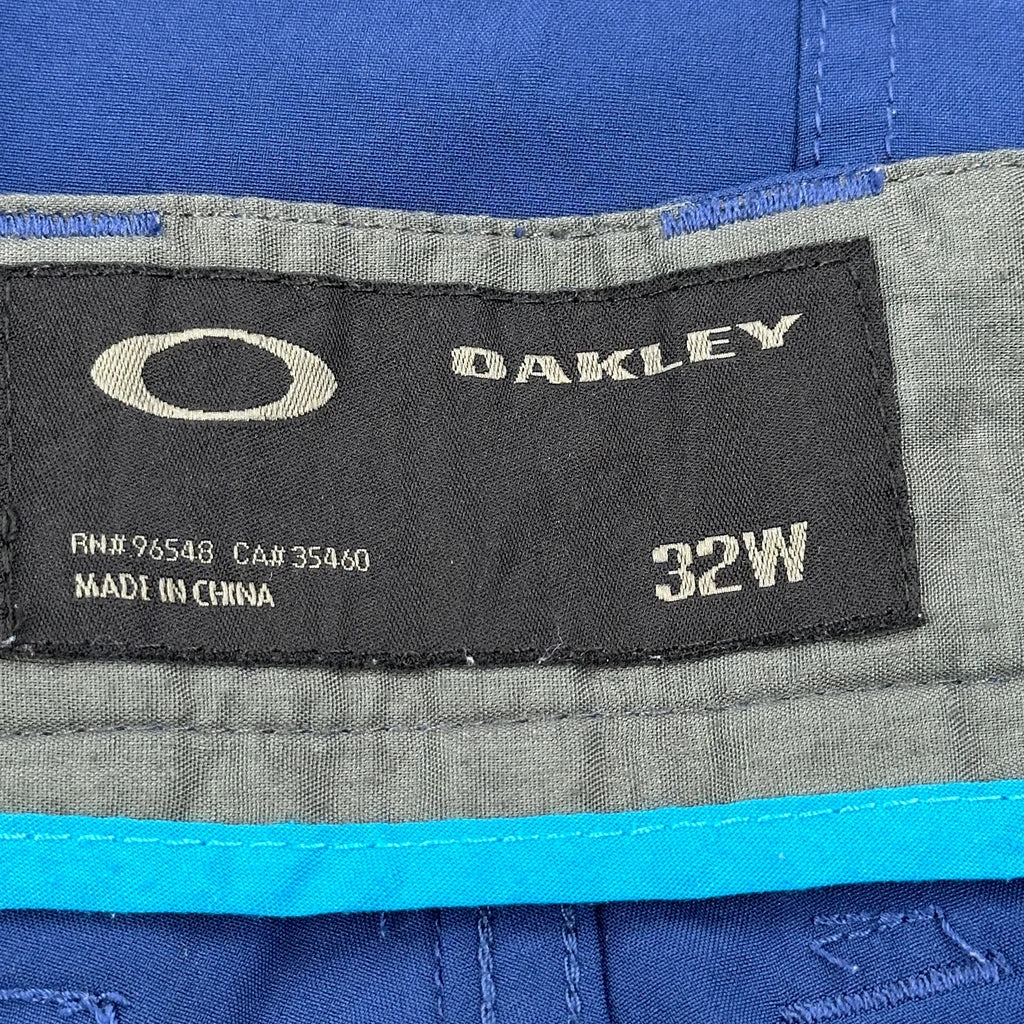 OAKLEY
RN# 96548 CA# 35460
MADE IN CHINA
32W